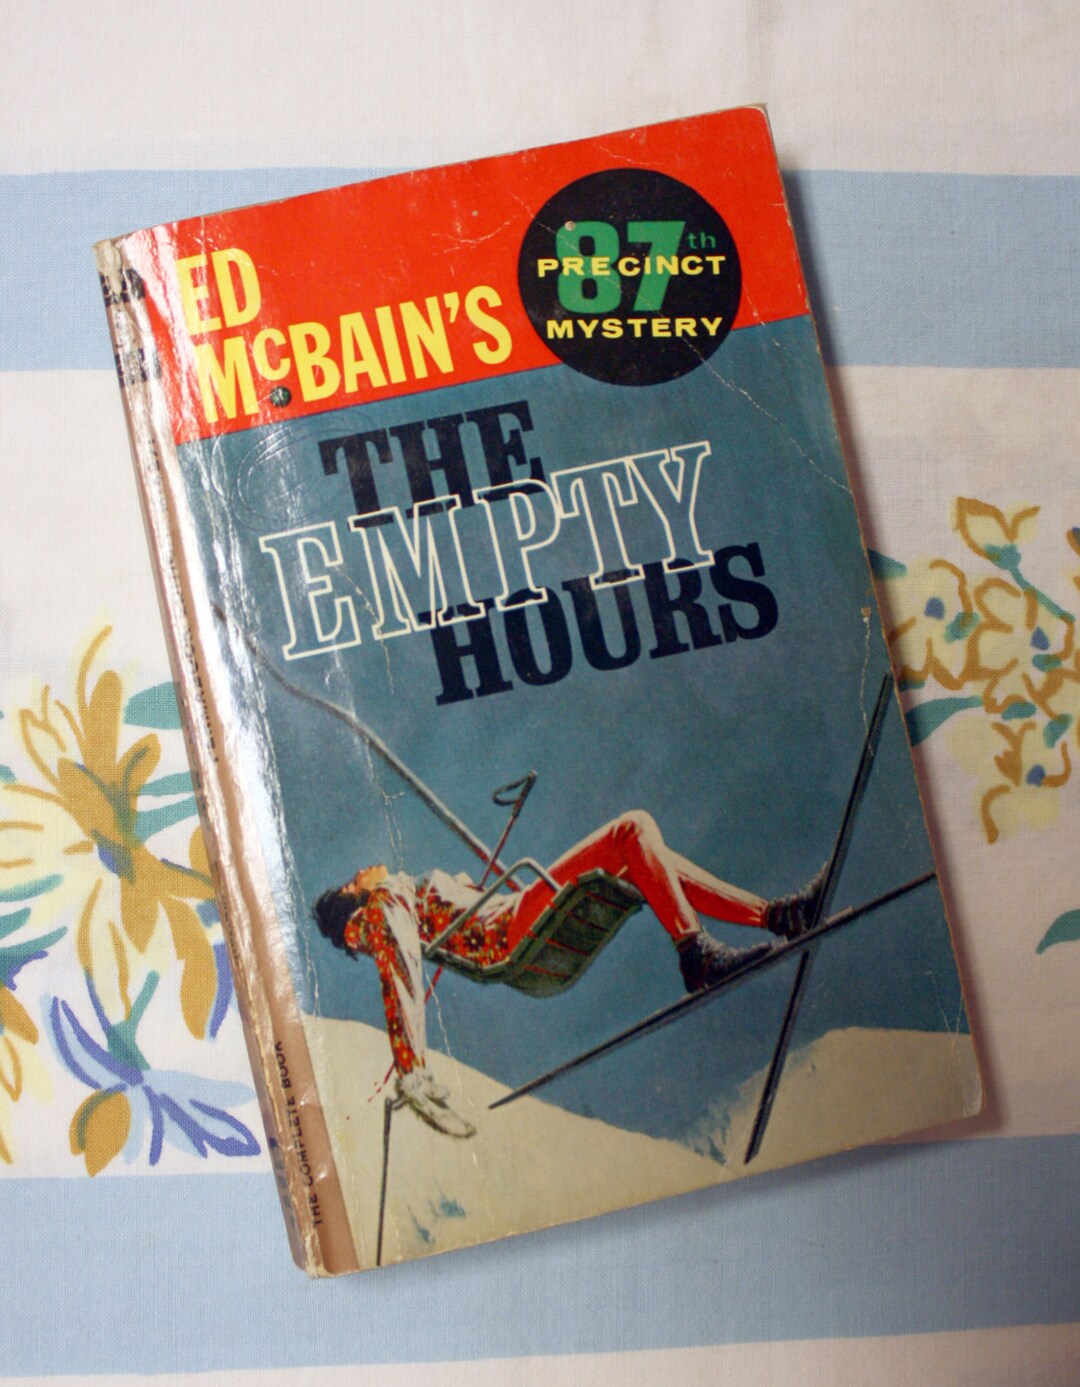 ED
McBAIN'S
87th
PRECINCT
MYSTERY
THE
EMPTY
HOURS
THE COMPLETE BOOK